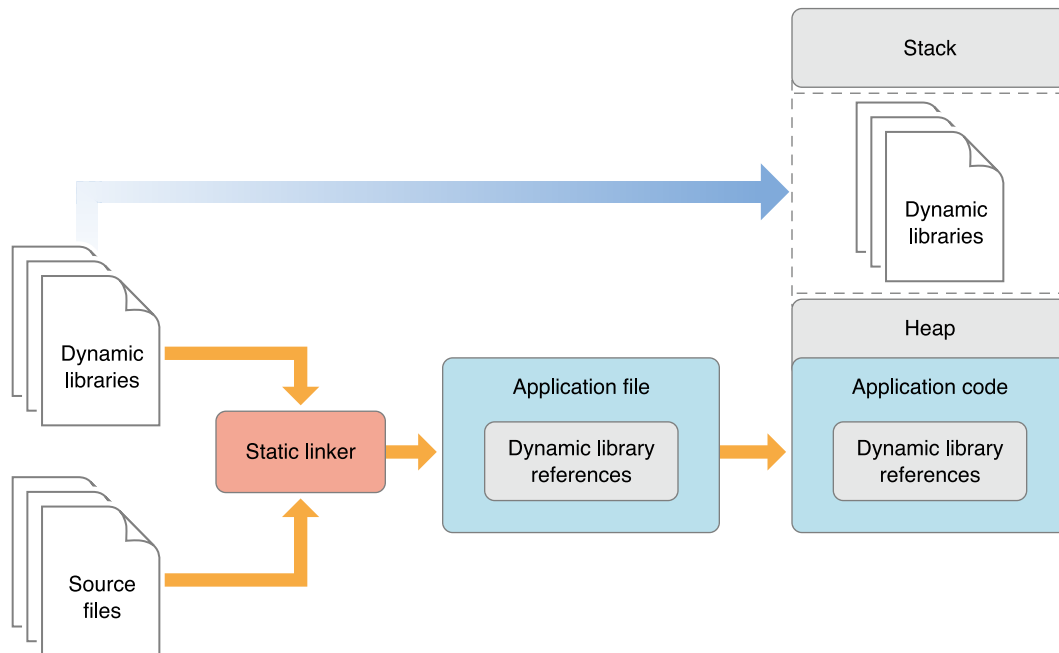 Stack
Dynamic
libraries
Dynamic
libraries
Heap
Application file
Application code
Static linker
Dynamic library
references
Dynamic library
references
Source
files